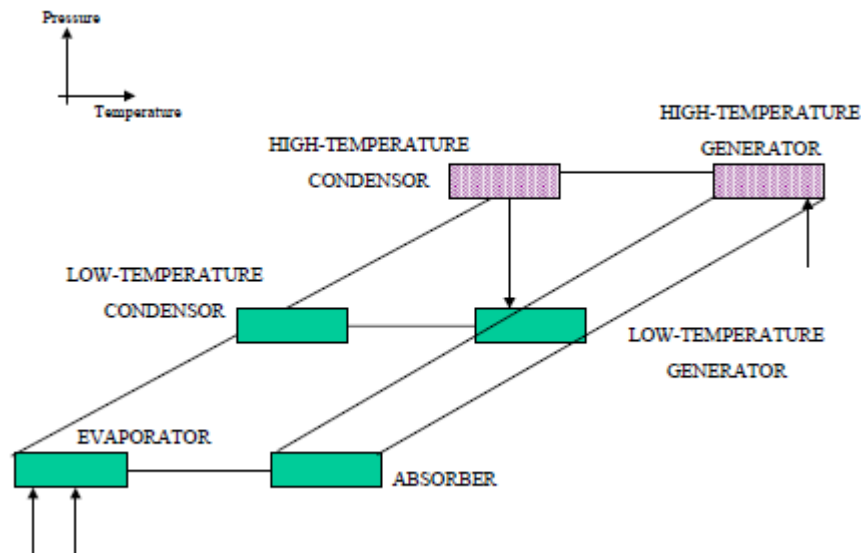 Pressure
Temperature
HIGH-TEMPERATURE
GENERATOR
HIGH-TEMPERATURE
CONDENSOR
LOW-TEMPERATURE
CONDENSOR
LOW-TEMPERATURE
GENERATOR
EVAPORATOR
ABSORBER